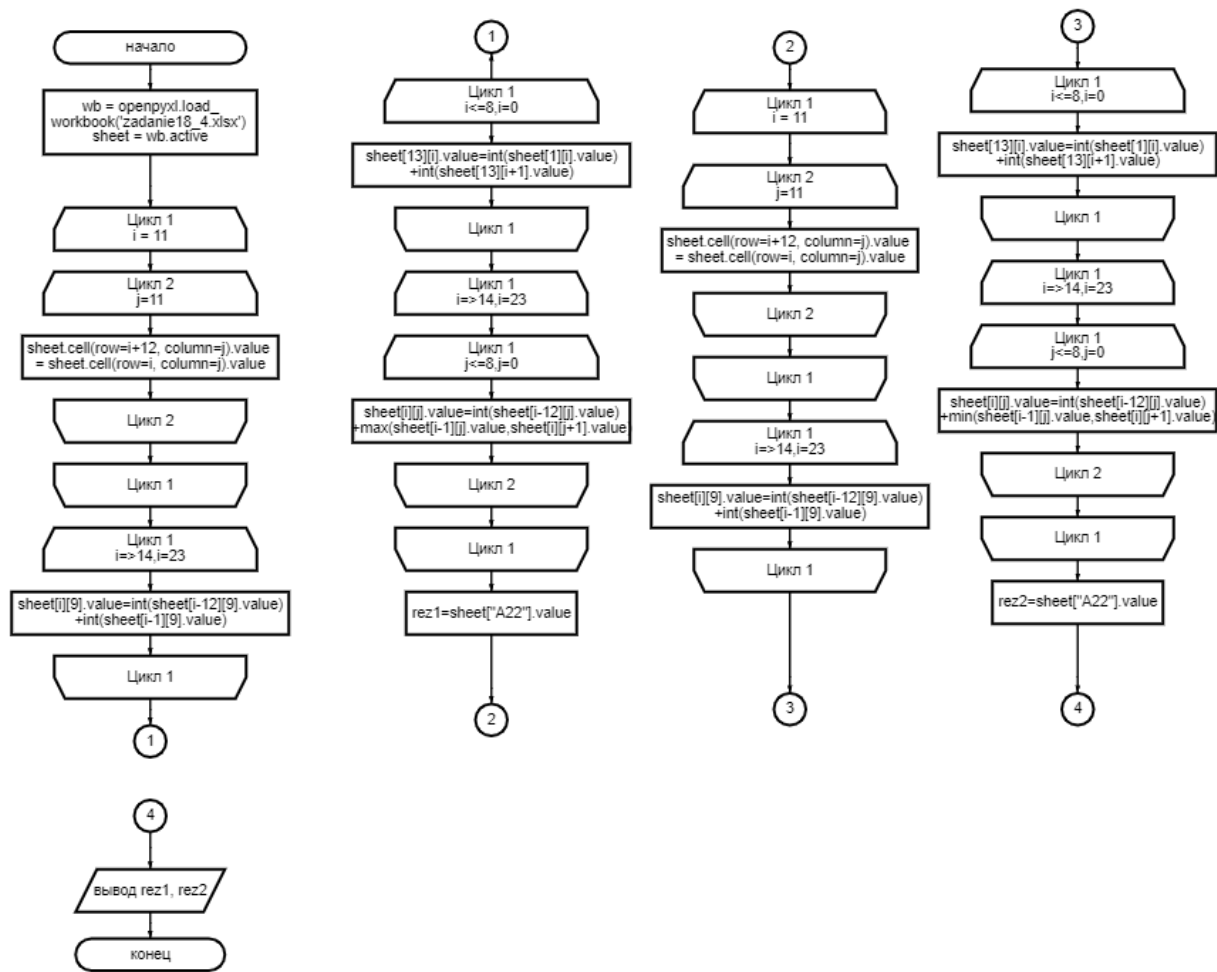 начало
wb = openpyxl.load_
workbook('zadanie18_4.xlsx')
sheet = wb.active
Цикл 1
i = 11
Цикл 2
j=11
sheet.cell(row=i+12, column=j).value
= sheet.cell(row=i, column=j).value
Цикл 2
Цикл 1
Цикл 1
i=>14,i=23
sheet[i][9].value=int(sheet[i-12][9].value)
+int(sheet[i-1][9].value)
Цикл 1
1
1
Цикл 1
i<=8,i=0
sheet[13][i].value=int(sheet[1][i].value)
+int(sheet[13][i+1].value)
Цикл 1
Цикл 1
i=>14,i=23
Цикл 1
j<=8,j=0
sheet[i][j].value=int(sheet[i-12][j].value)
+max(sheet[i-1][j].value,sheet[i][j+1].value)
Цикл 2
Цикл 1
rez1=sheet["A22"].value
2
2
Цикл 1
i = 11
Цикл 2
j=11
sheet.cell(row=i+12, column=j).value
= sheet.cell(row=i, column=j).value
Цикл 2
Цикл 1
Цикл 1
i=>14,i=23
sheet[i][9].value=int(sheet[i-12][9].value)
+int(sheet[i-1][9].value)
Цикл 1
3
3
Цикл 1
i<=8,i=0
sheet[13][i].value=int(sheet[1][i].value)
+int(sheet[13][i+1].value)
Цикл 1
Цикл 1
i=>14,i=23
Цикл 1
j<=8,j=0
sheet[i][j].value=int(sheet[i-12][j].value)
+min(sheet[i-1][j].value,sheet[i][j+1].value)
Цикл 2
Цикл 1
rez2=sheet["A22"].value
4
4
вывод rez1, rez2
конец